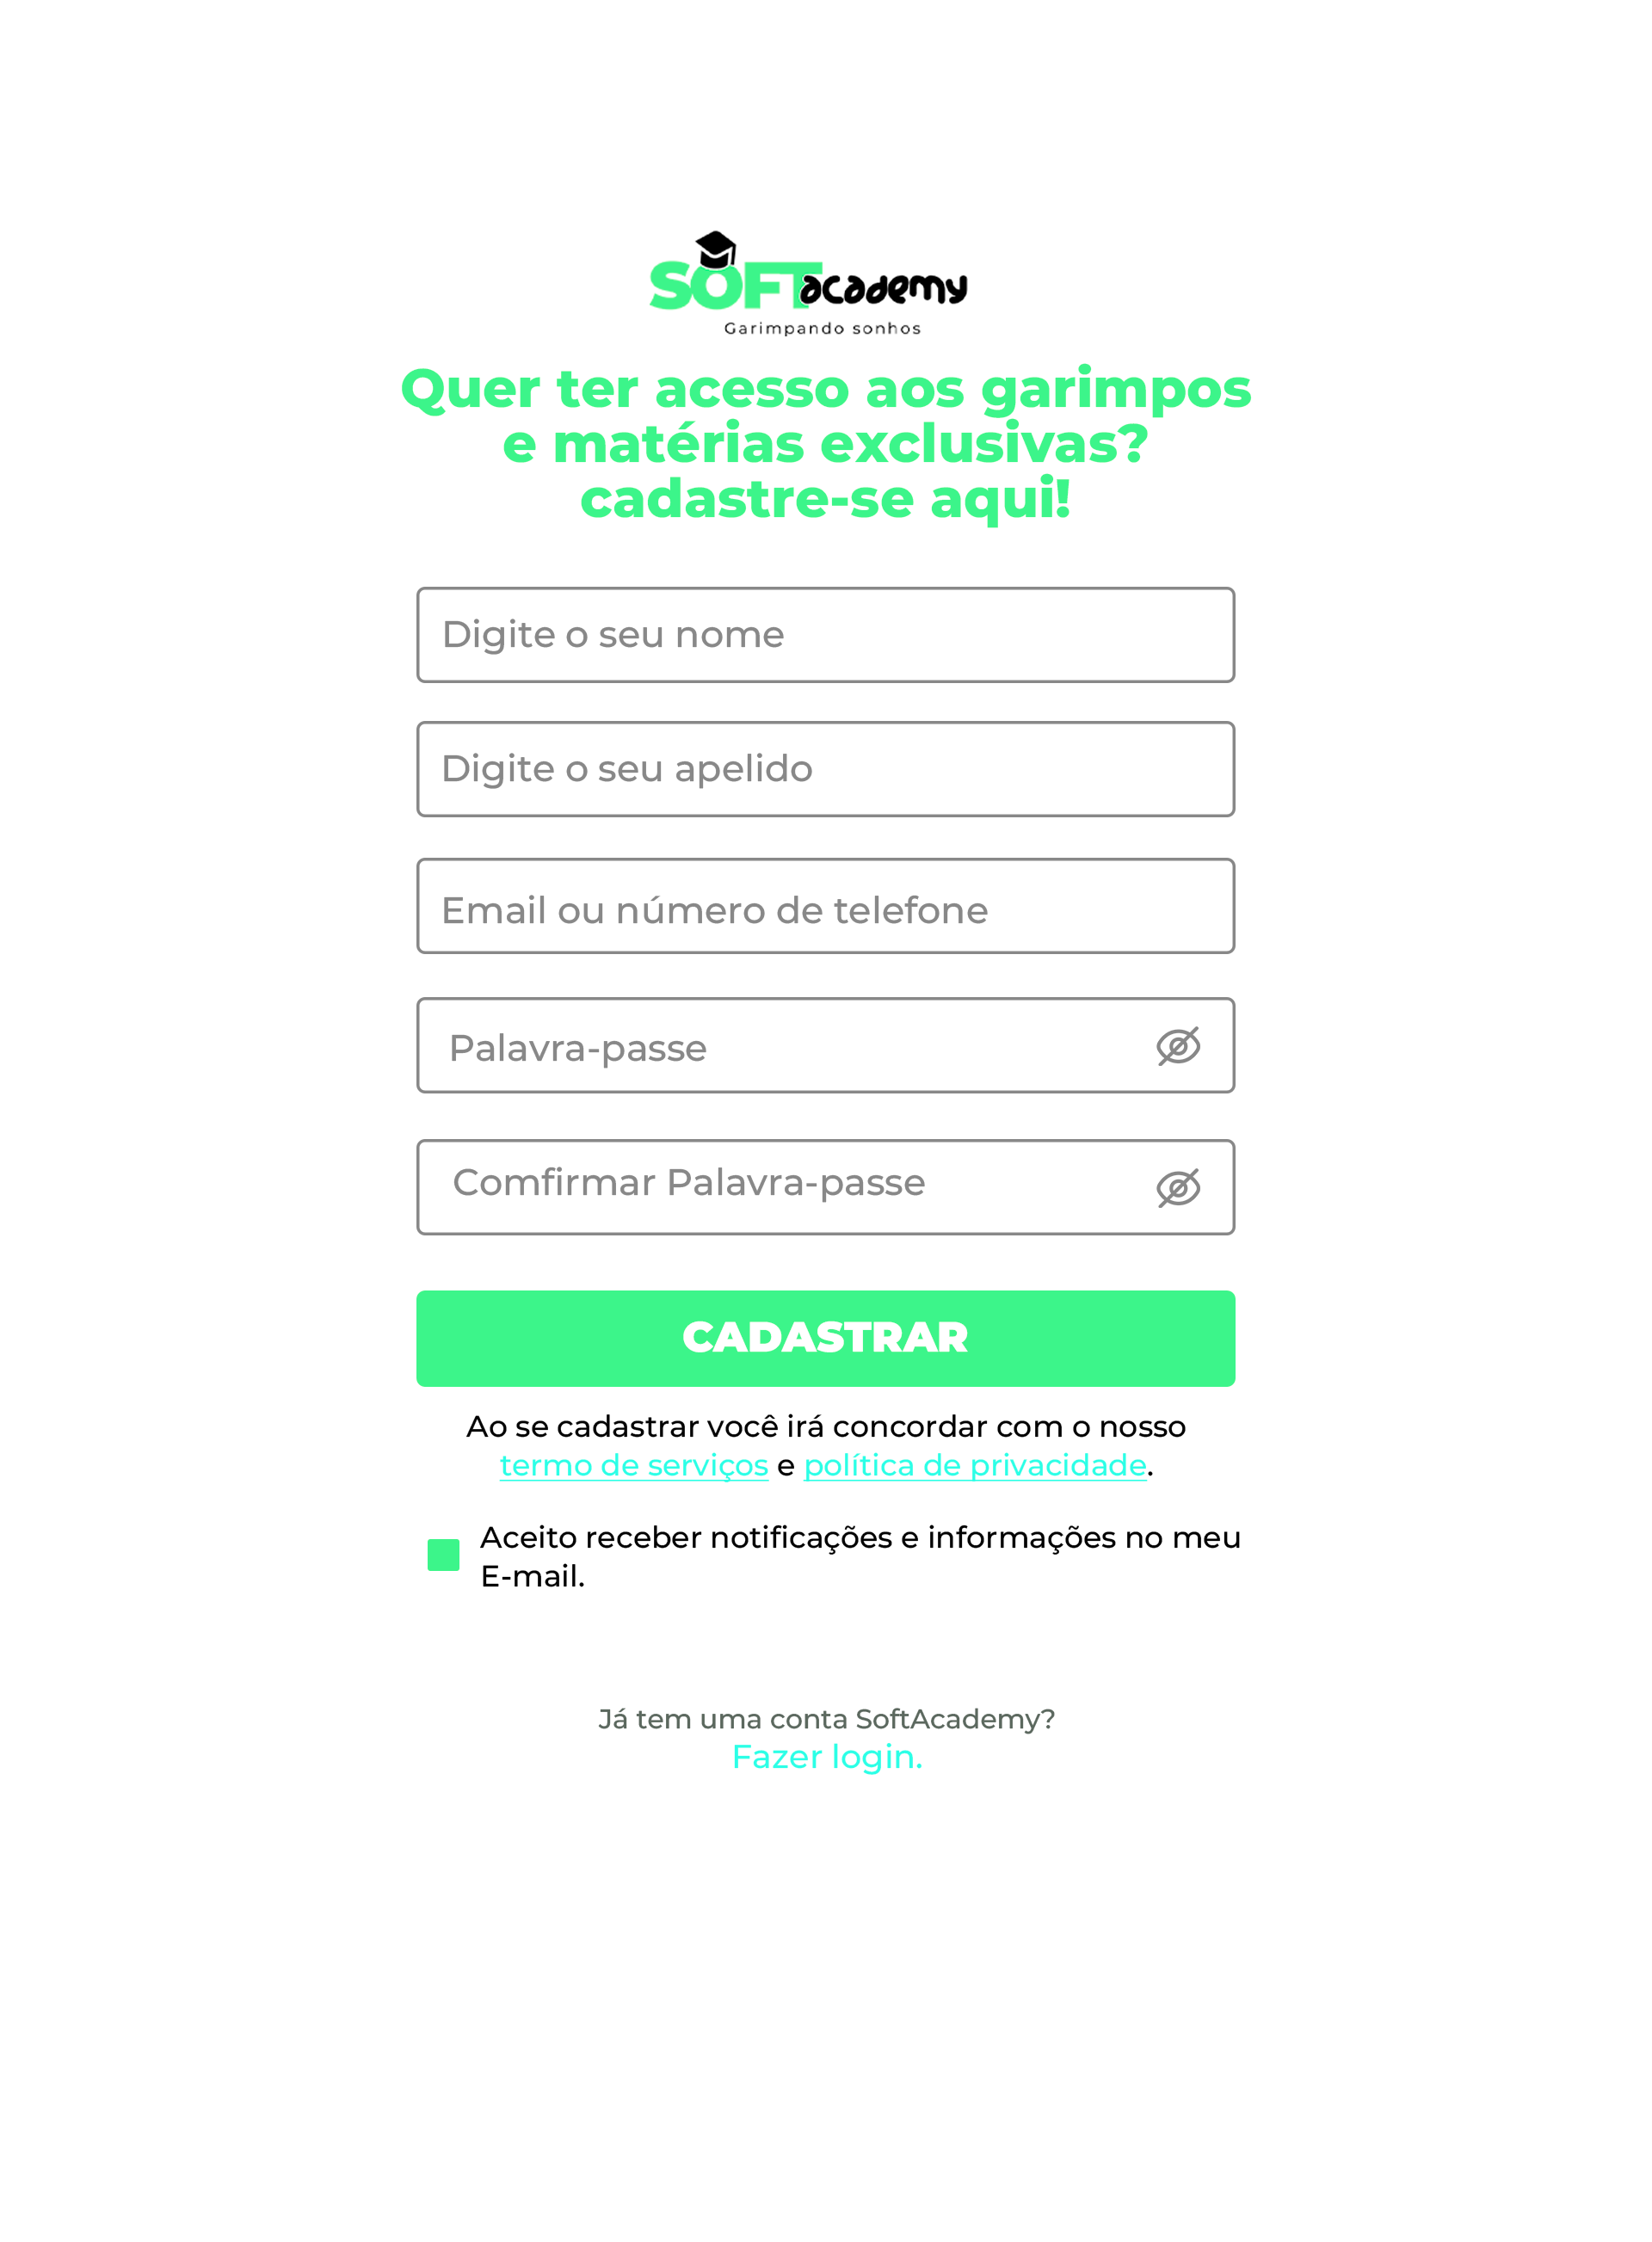 SOFTacademy
Garimpando sonhos
Quer ter acesso aos garimpos
e matérias exclusivas?
cadastre-se aqui!
Digite o seu nome
Digite o seu apelido
Email ou número de telefone
Palavra-passe
Comfirmar Palavra-passe
CADASTRAR
Ao se cadastrar você irá concordar com o nosso
termo de serviços e política de privacidade.
Aceito receber notificações e informações no meu
E-mail.
Já tem uma conta SoftAcademy?
Fazer login.